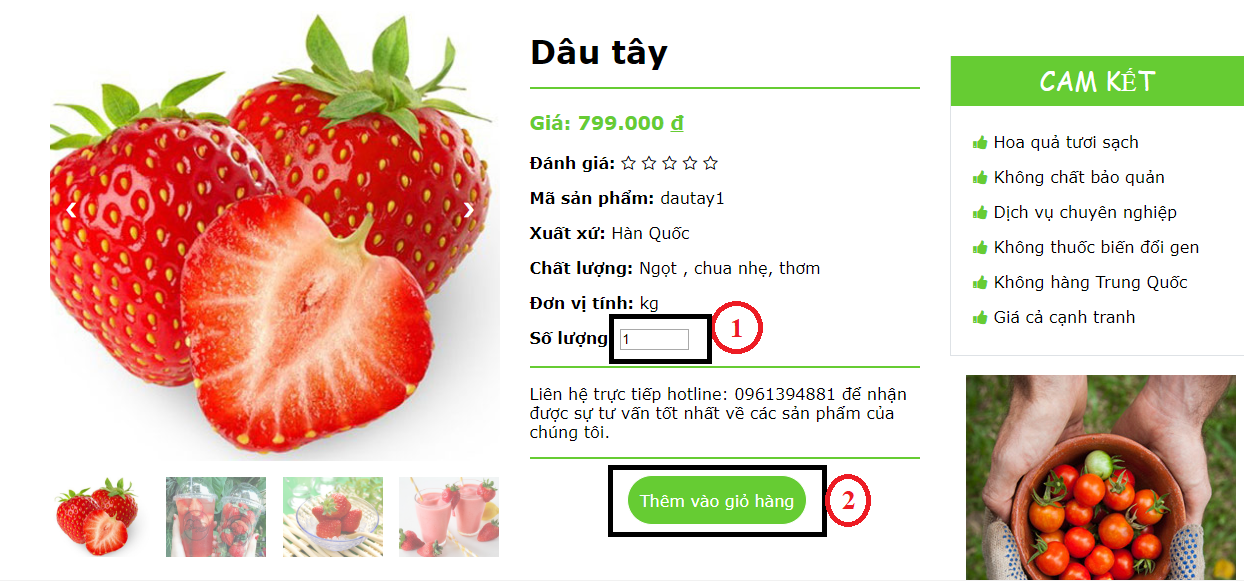 Dâu tây
Giá: 799.000 ₫
Đánh giá:
Mã sản phẩm: dautay1
Xuất xứ: Hàn Quốc
Chất lượng: Ngọt , chua nhẹ, thơm
Đơn vị tính: kg
Số lượng 1
1
Liên hệ trực tiếp hotline: 0961394881 để nhận
được sự tư vấn tốt nhất về các sản phẩm của
chúng tôi.
Thêm vào giỏ hàng
2
CAM KẾT
Hoa quả tươi sạch
Không chất bảo quản
Dịch vụ chuyên nghiệp
Không thuốc biến đổi gen
Không hàng Trung Quốc
Giá cả cạnh tranh